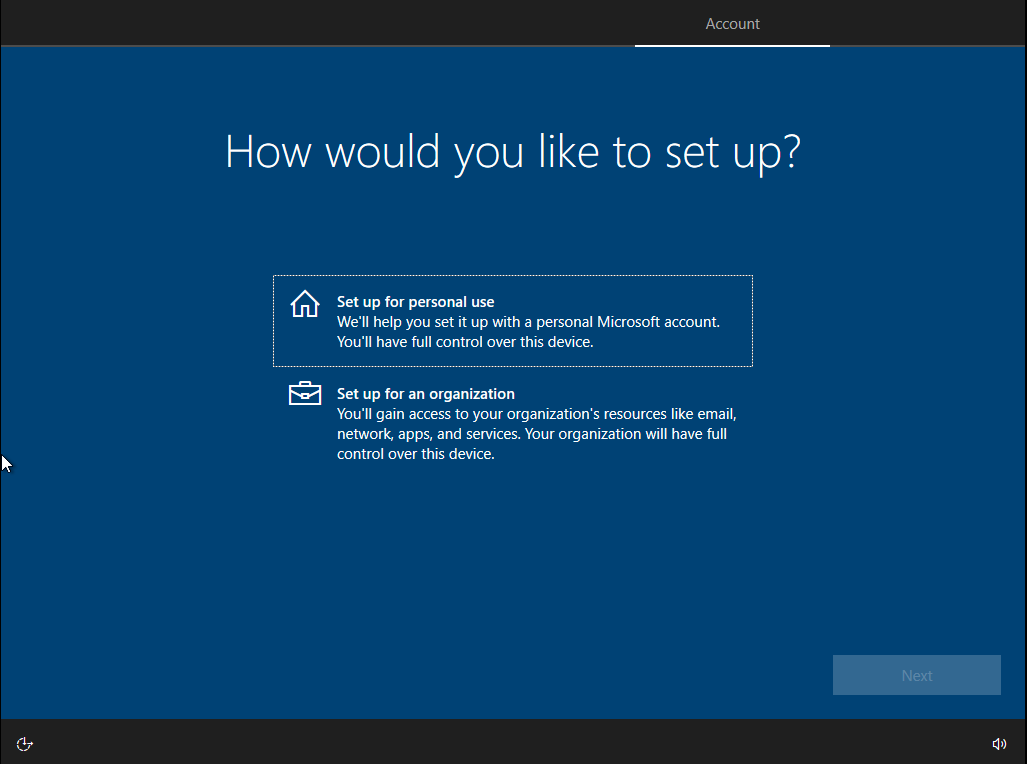 Account
How would you like to set up?
Set up for personal use
We'll help you set it up with a personal Microsoft account.
You'll have full control over this device.
Set up for an organization
You'll gain access to your organization's resources like email,
network, apps, and services. Your organization will have full
control over this device.
Next